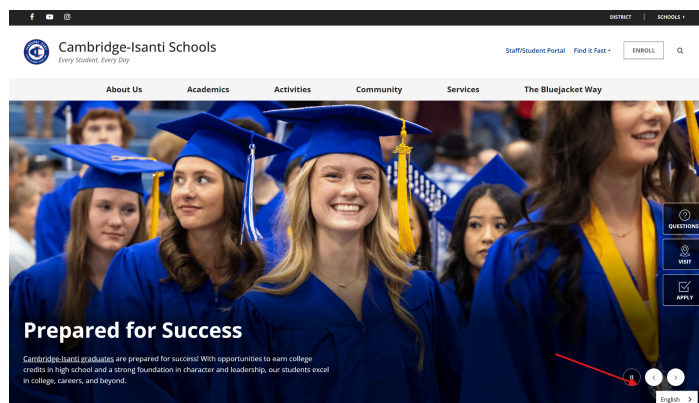 DISTRICT
SCHOOLS
Cambridge-Isanti Schools
Every Student, Every Day
Staff/Student Portal
Find it Fast
ENROLL
About Us
Academics
Activities
Community
Services
The Bluejacket Way
QUESTIONS
VISIT
APPLY
Prepared for Success
Cambridge-Isanti graduates are prepared for success! With opportunities to earn college
credits in high school and a strong foundation in character and leadership, our students excel
in college, careers, and beyond.
English